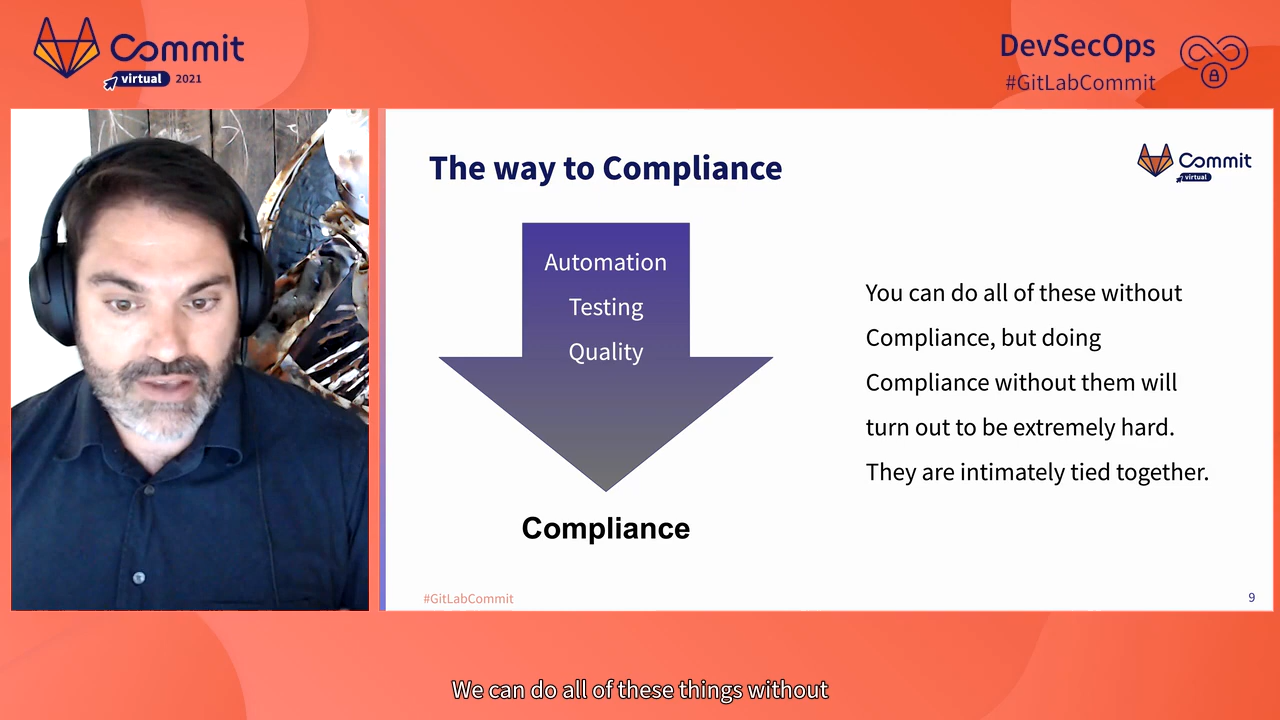 Commit
virtual 2021
DevSecOps
#GitLabCommit
The way to Compliance
Commit
virtual
Automation
Testing
Quality
Compliance
You can do all of these without
Compliance, but doing
Compliance without them will
turn out to be extremely hard.
They are intimately tied together.
#GitLabCommit
9
We can do all of these things without